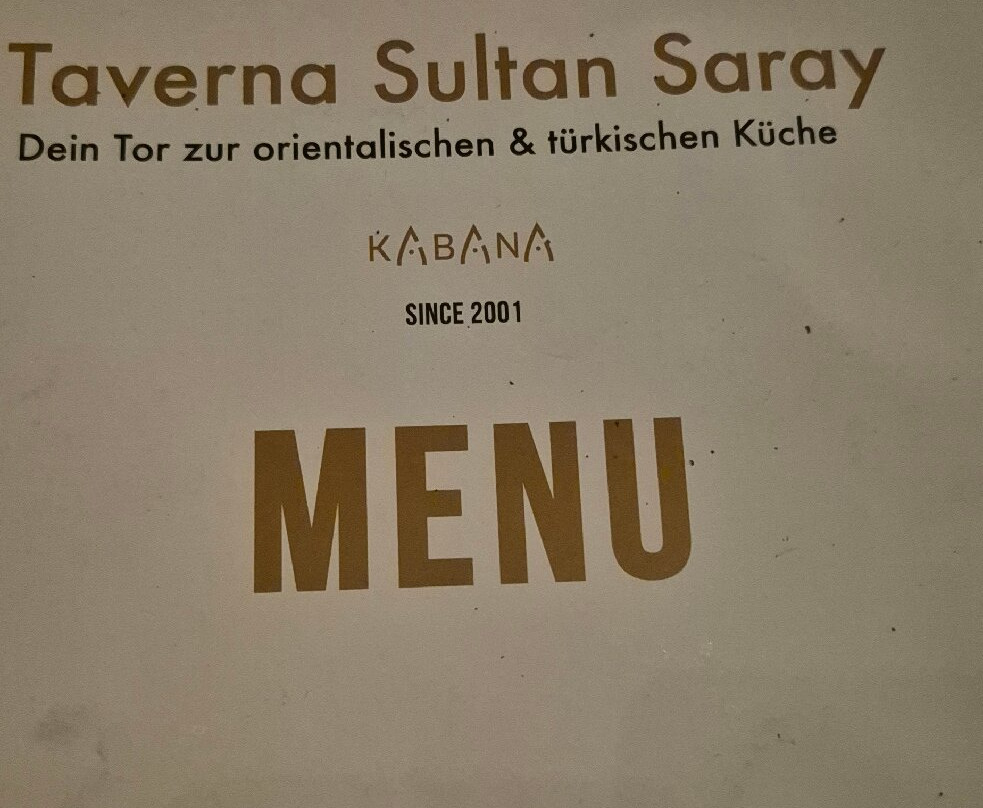 Taverna Sultan Saray
Dein Tor zur orientalischen & türkischen Küche
KABANA
SINCE 2001
MENU